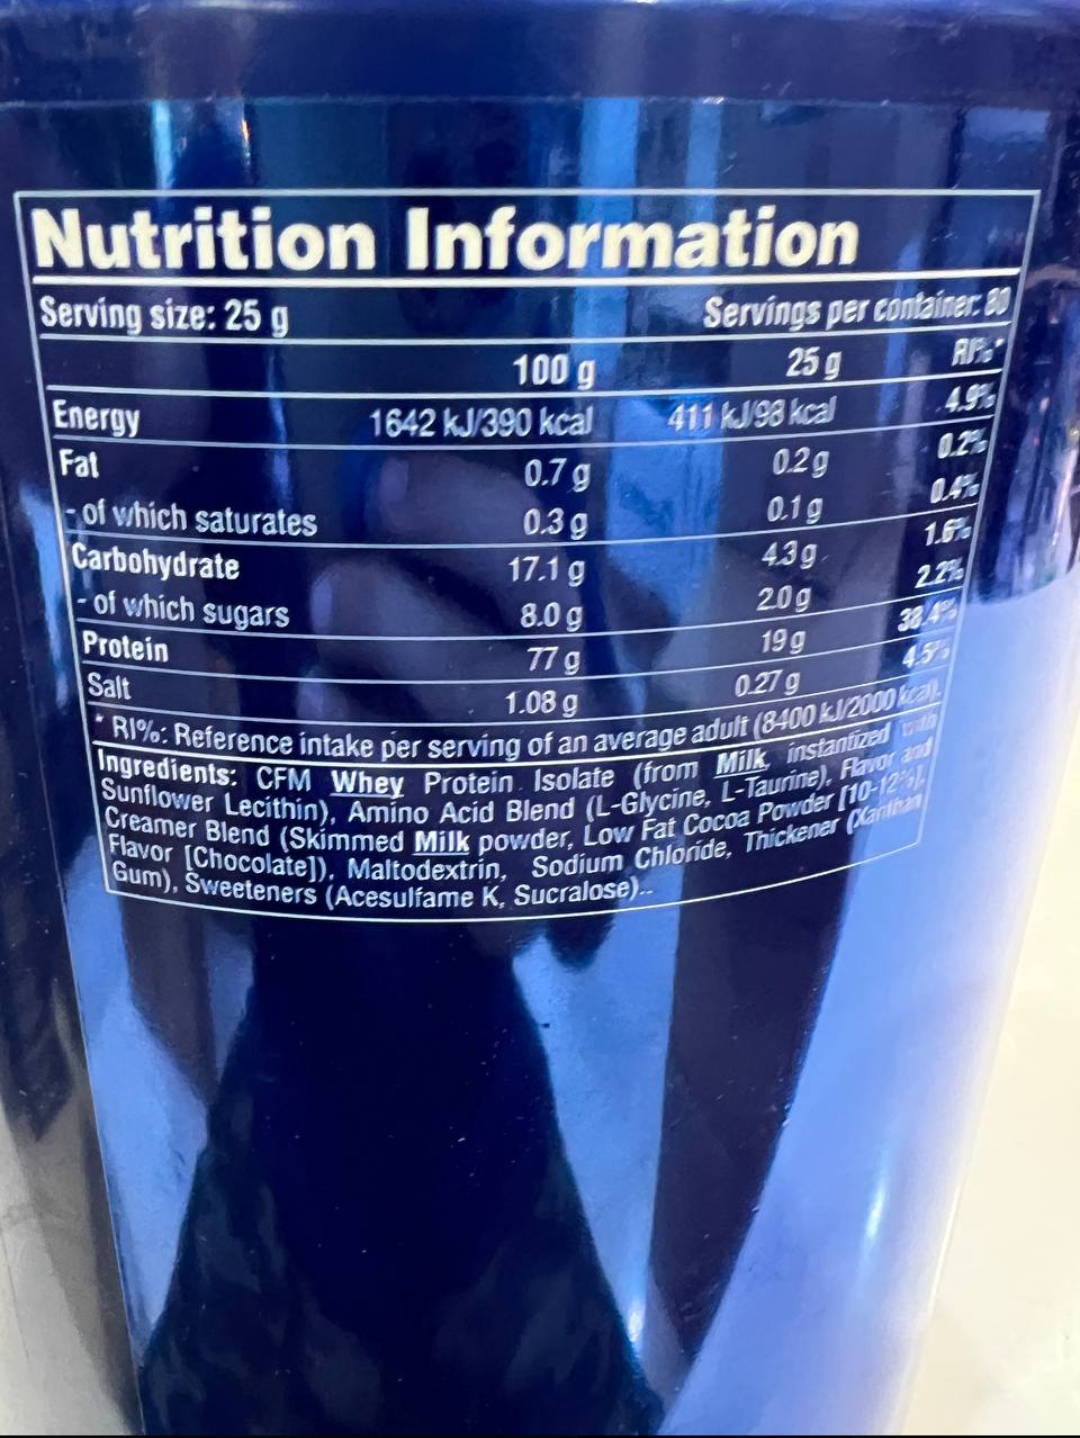 Nutrition Information
Serving size: 25 g Servings per container: 80
100 g 25 g RI%*
Energy 1642 kJ/390 kcal 411 kJ/98 kcal 4.9%
Fat 0.7 g 0.2 g 0.2%
- of which saturates 0.3 g 0.1 g 0.4%
Carbohydrate 17.1 g 4.3 g 1.6%
- of which sugars 8.0 g 2.0 g 2.2%
Protein 77 g 19 g 38.4%
Salt 1.08 g 0.27 g 4.5%
* RI%: Reference intake per serving of an average adult (8400 kJ/2000 kcal).
Ingredients: CFM Whey Protein Isolate (from Milk, instantized with
Sunflower Lecithin), Amino Acid Blend (L-Glycine, L-Taurine), Flavor and
Creamer Blend (Skimmed Milk powder, Low Fat Cocoa Powder [10-12%],
Flavor [Chocolate]), Maltodextrin, Sodium Chloride, Thickener (Xanthan
Gum), Sweeteners (Acesulfame K, Sucralose)..